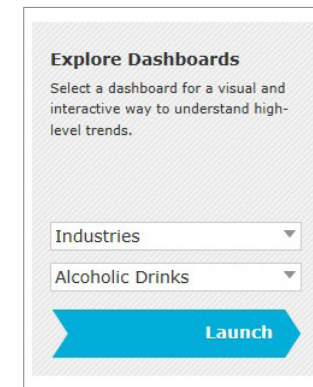 Explore Dashboards
Select a dashboard for a visual and
interactive way to understand high-
level trends.
Industries
Alcoholic Drinks
Launch